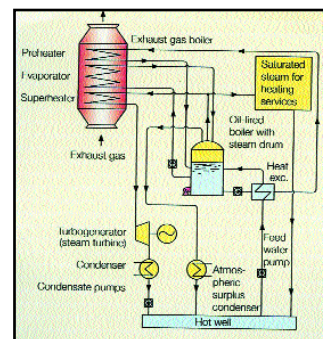 Exhaust gas boiler
Preheater
Evaporator
Superheater
Exhaust gas
Saturated
steam for
heating
services
Oil-fired
boiler with
steam drum
Heat
exc.
turbogenerator
(steam turbine)
Condenser
Condensate pumps
Atmos-
pheric
surplus
condenser
Feed
water
pump
Hot well